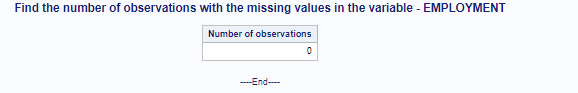 Find the number of observations with the missing values in the variable - EMPLOYMENT
Number of observations
0
----End----